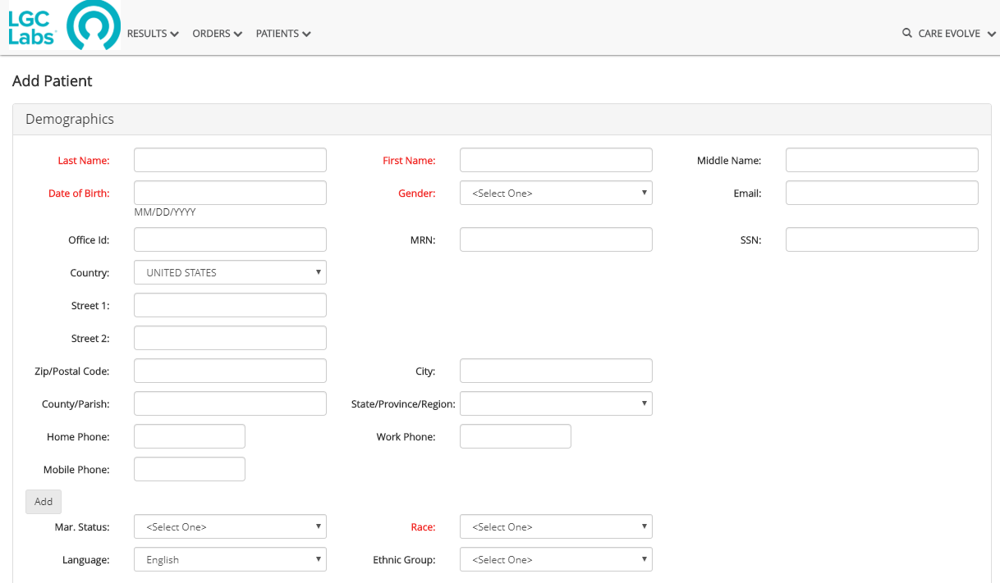 LGC
Labs
RESULTS ORDERS PATIENTS CARE EVOLVE
Add Patient
Demographics
Last Name: First Name: Middle Name:
Date of Birth: Gender: <Select One> Email:
MM/DD/YYYY
Office Id: MRN: SSN:
Country: UNITED STATES
Street 1:
Street 2:
Zip/Postal Code: City:
County/Parish: State/Province/Region:
Home Phone: Work Phone:
Mobile Phone:
Add
Mar. Status: <Select One> Race: <Select One>
Language: English Ethnic Group: <Select One>